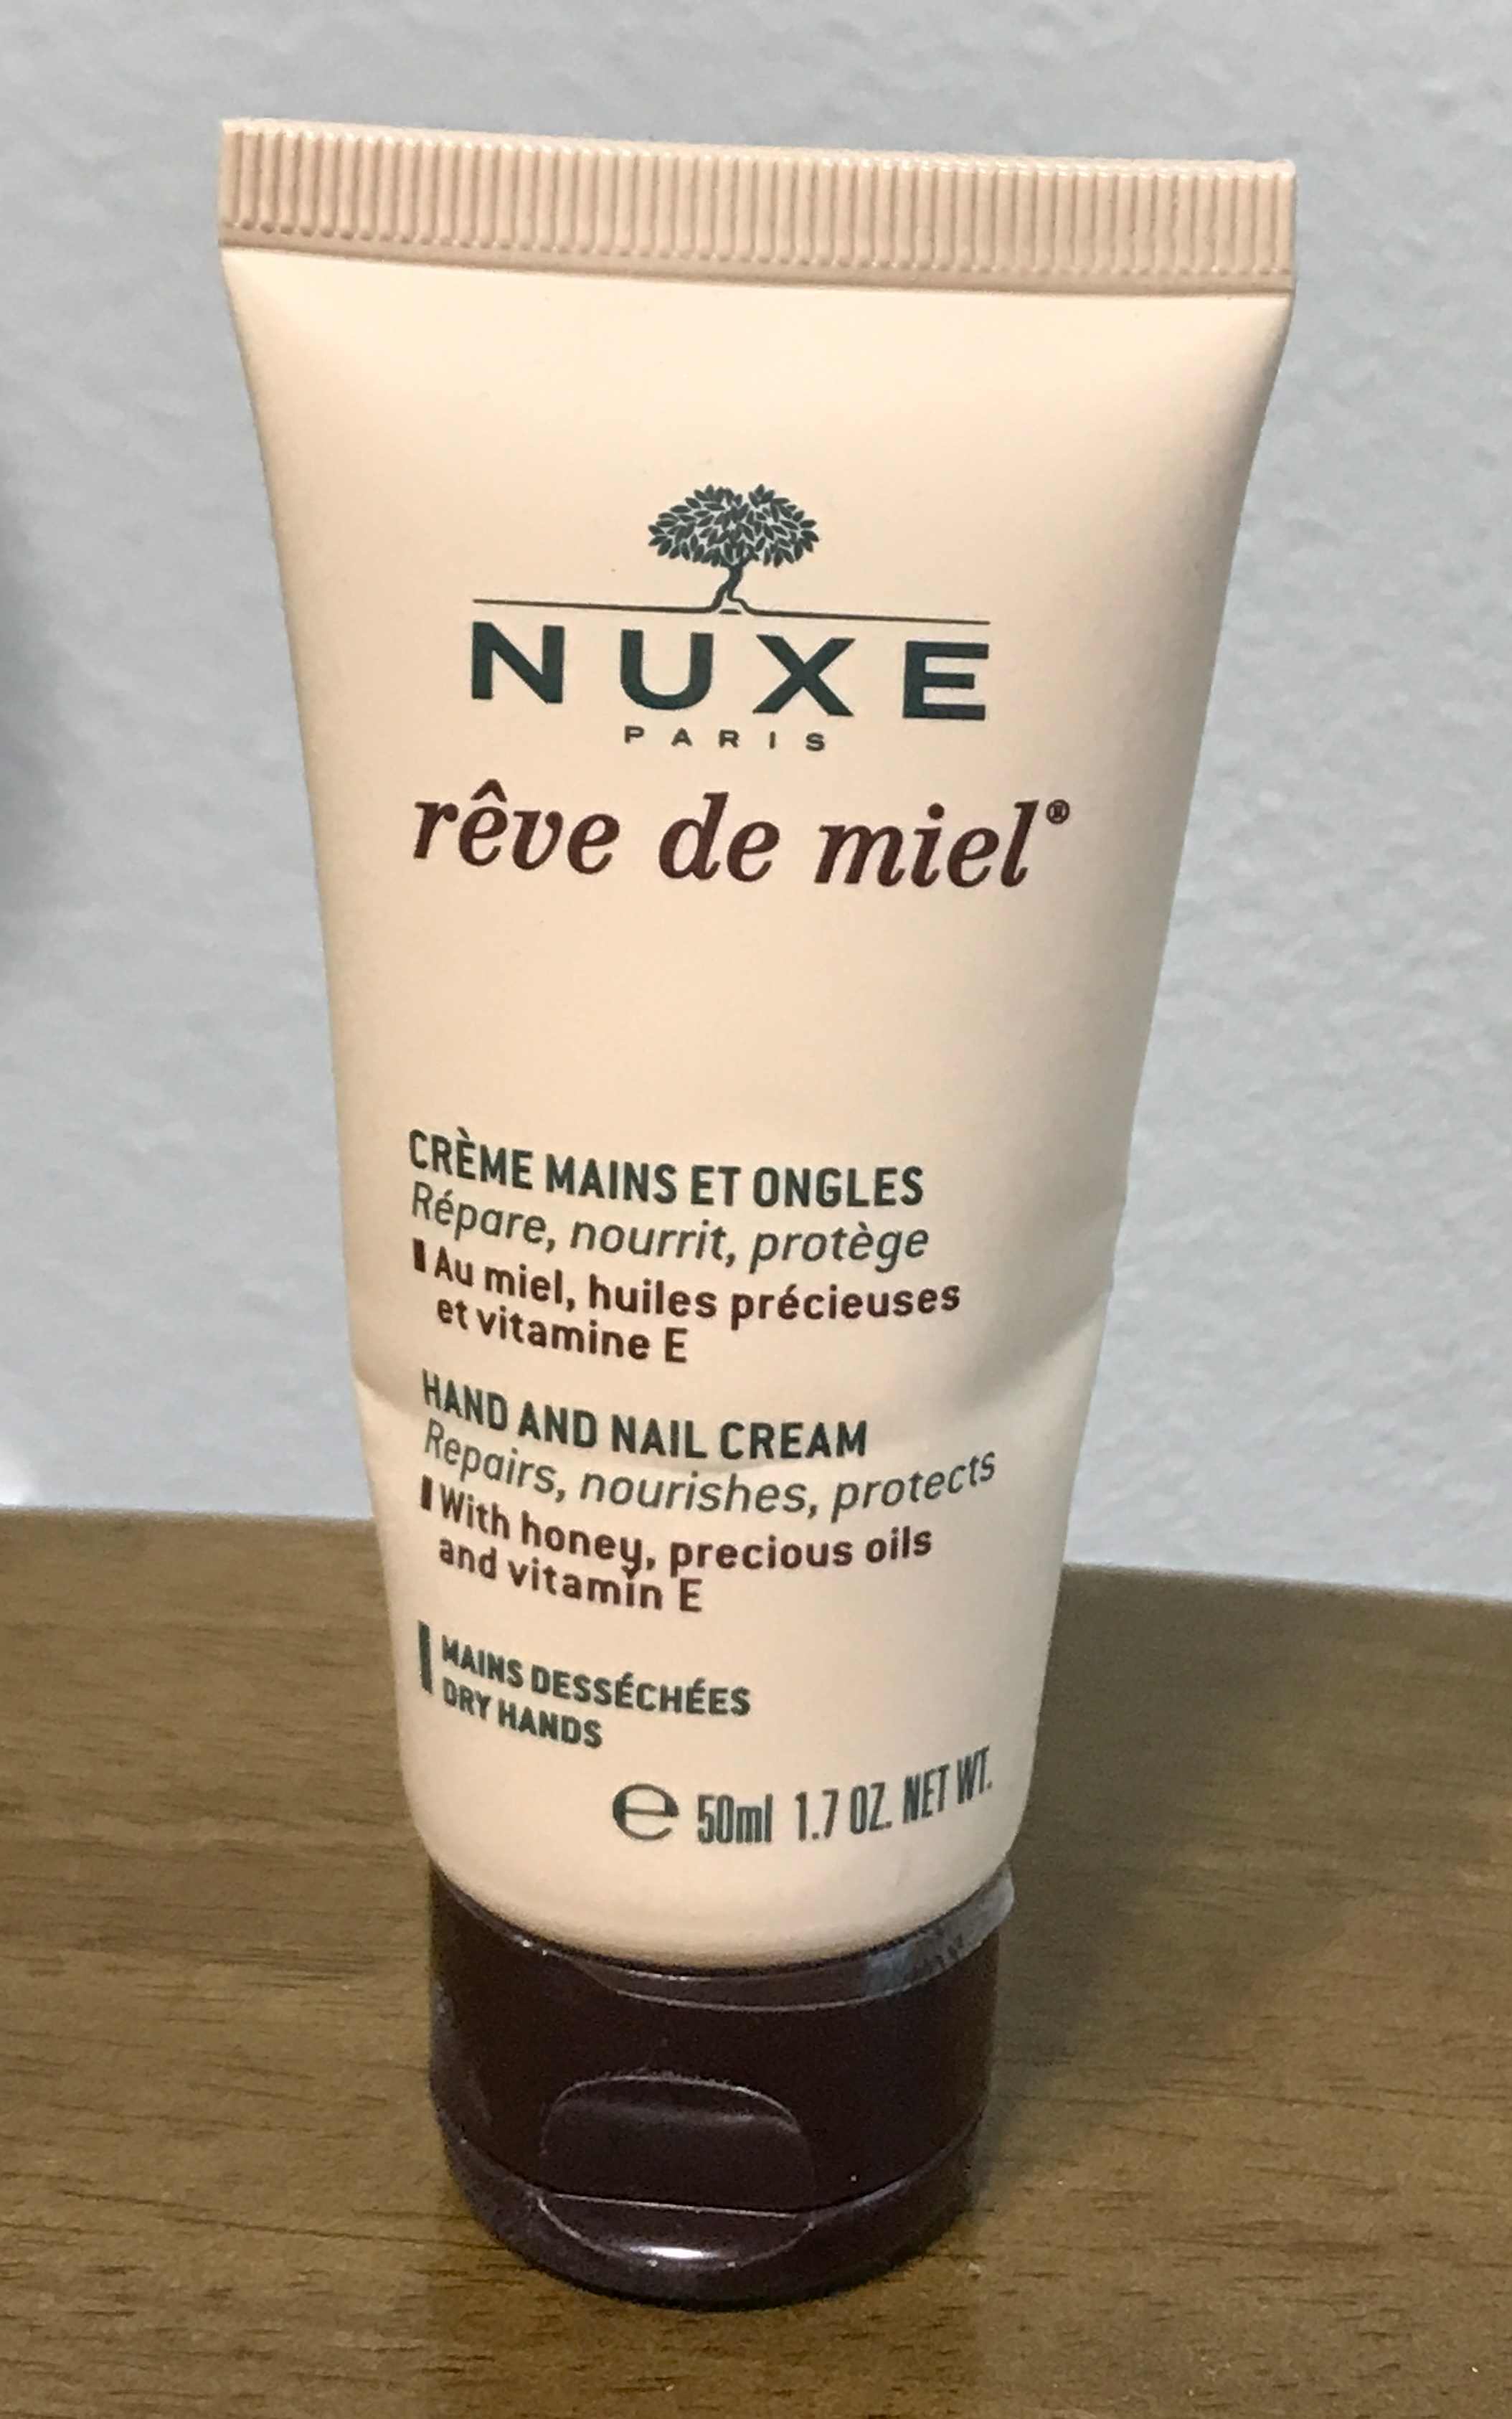 NUXE
PARIS
rêve de miel®
CRÈME MAINS ET ONGLES
Répare, nourrit, protège
Au miel, huiles précieuses
et vitamine E
HAND AND NAIL CREAM
Repairs, nourishes, protects
With honey, precious oils
and vitamin E
MAINS DESSÉCHÉES
DRY HANDS
℮ 50ml 1.7 OZ. NET WT.